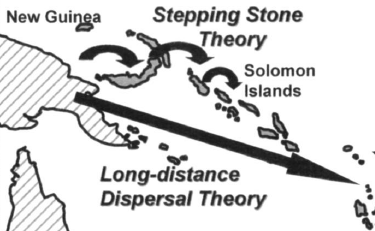 New Guinea
Stepping Stone
Theory
Solomon
Islands
Long-distance
Dispersal Theory